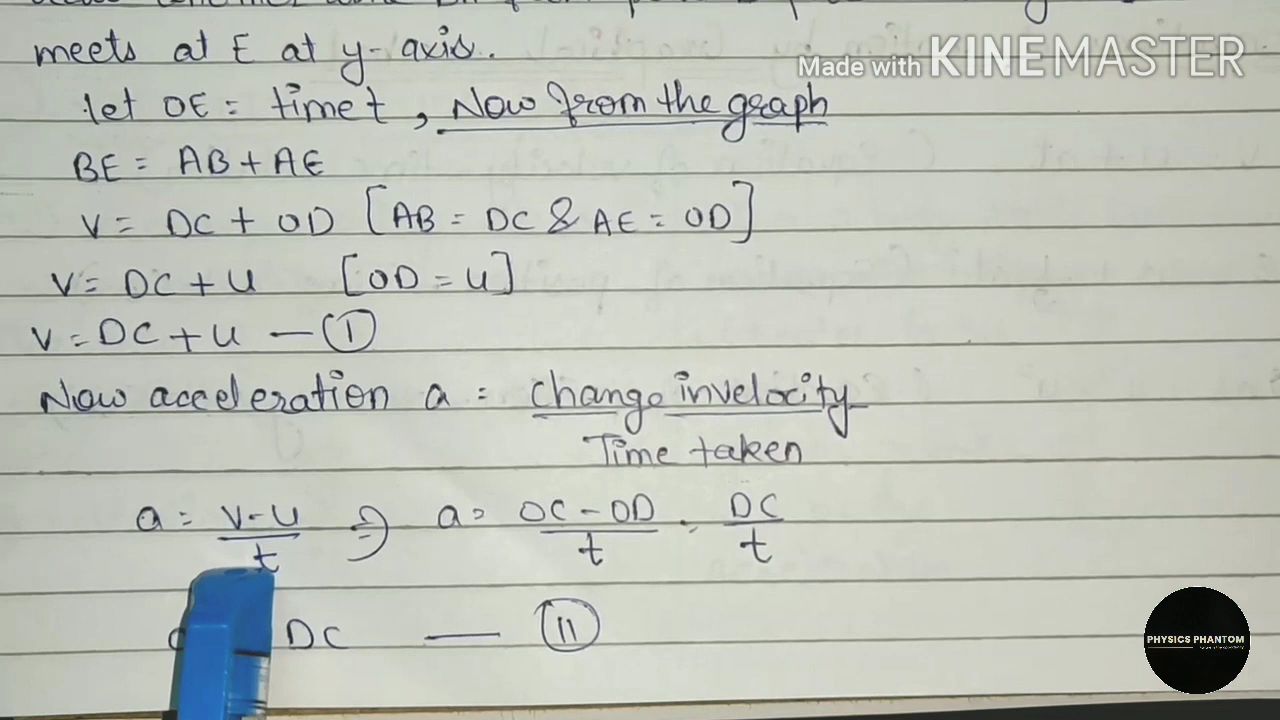 meets at E at y-axis.
Made with KINEMASTER
let OE = time t, Now from the graph
BE = AB + AE
V = DC + OD [AB = DC & AE = OD]
V = DC + U [OD = U]
V = DC + U — (I)
Now acceleration a = change in velocity
Time taken
a = V-U / t ⇒ a = OC - OD / t = DC / t
DC — (II)
PHYSICS PHANTOM